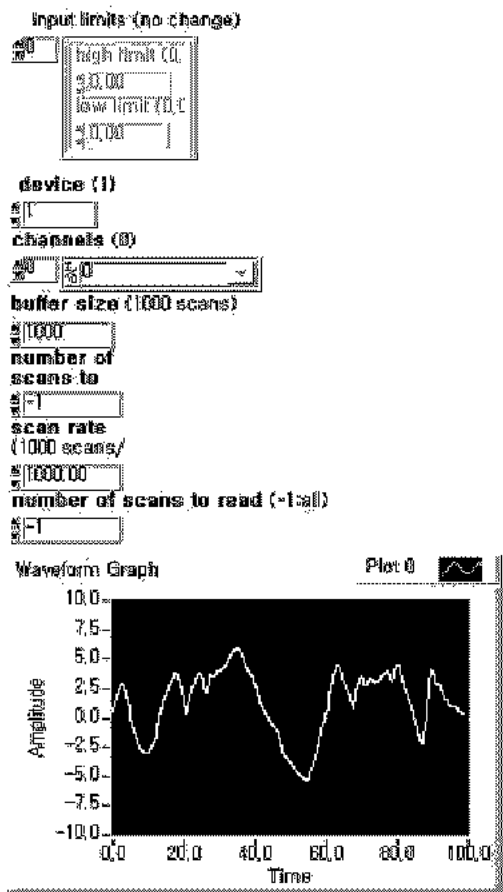 input limits (no change)
0
high limit (0.
0.00
low limit (0.0
0.00
device (1)
1
channels (0)
0
0
buffer size (1000 scans)
1000
number of
scans to
-1
scan rate
(1000 scans/
1000.00
number of scans to read (-1:all)
-1
Waveform Graph
Plot 0
10.0
7.5
5.0
2.5
0.0
-2.5
-5.0
-7.5
-10.0
Amplitude
0.0 20.0 40.0 60.0 80.0 100.0
Time